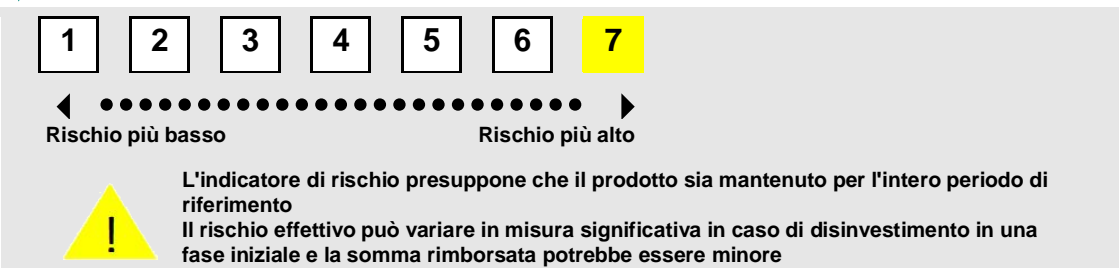 1 2 3 4 5 6 7
Rischio più basso Rischio più alto
L'indicatore di rischio presuppone che il prodotto sia mantenuto per l'intero periodo di
riferimento
!
Il rischio effettivo può variare in misura significativa in caso di disinvestimento in una
fase iniziale e la somma rimborsata potrebbe essere minore